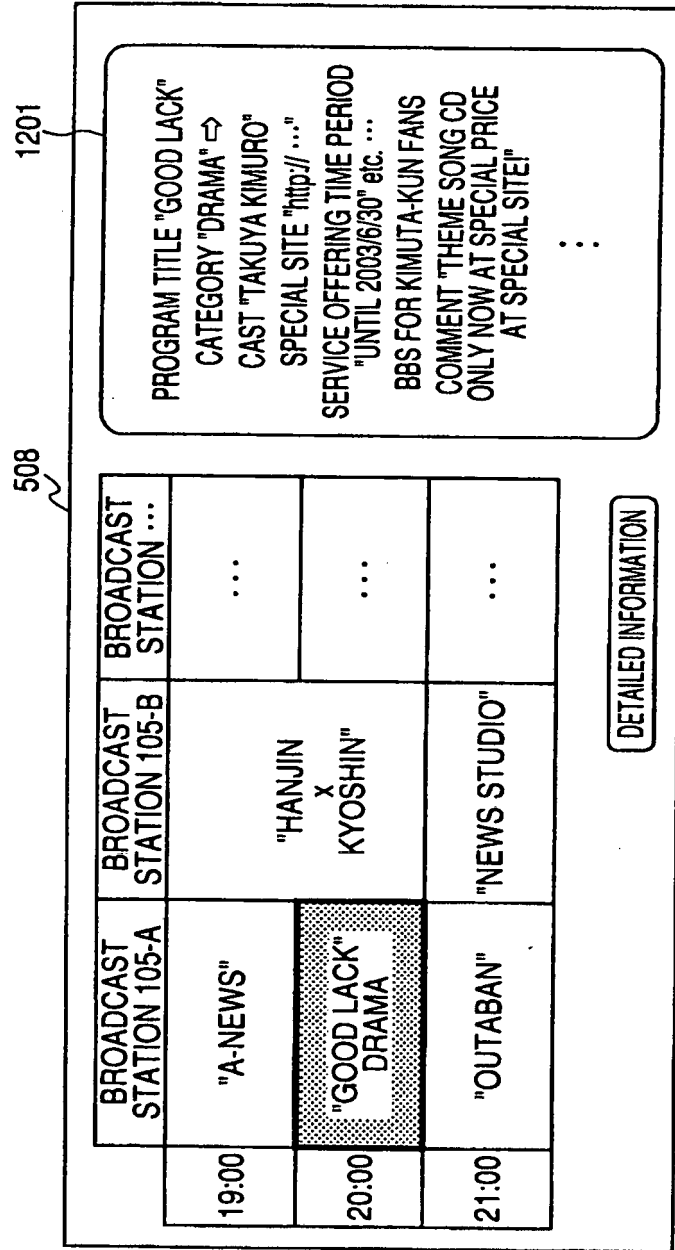 508
1201
BROADCAST
STATION 105-A
BROADCAST
STATION 105-B
BROADCAST
STATION ...
19:00
"A-NEWS"
"HANJIN
x
KYOSHIN"
...
20:00
"GOOD LACK"
DRAMA
...
21:00
"OUTABAN"
"NEWS STUDIO"
...
PROGRAM TITLE "GOOD LACK"
CATEGORY "DRAMA" ⇨
CAST "TAKUYA KIMURO"
SPECIAL SITE "http:// ..."
SERVICE OFFERING TIME PERIOD
"UNTIL 2003/6/30" etc. ...
BBS FOR KIMUTA-KUN FANS
COMMENT "THEME SONG CD
ONLY NOW AT SPECIAL PRICE
AT SPECIAL SITE!"
⋮
DETAILED INFORMATION